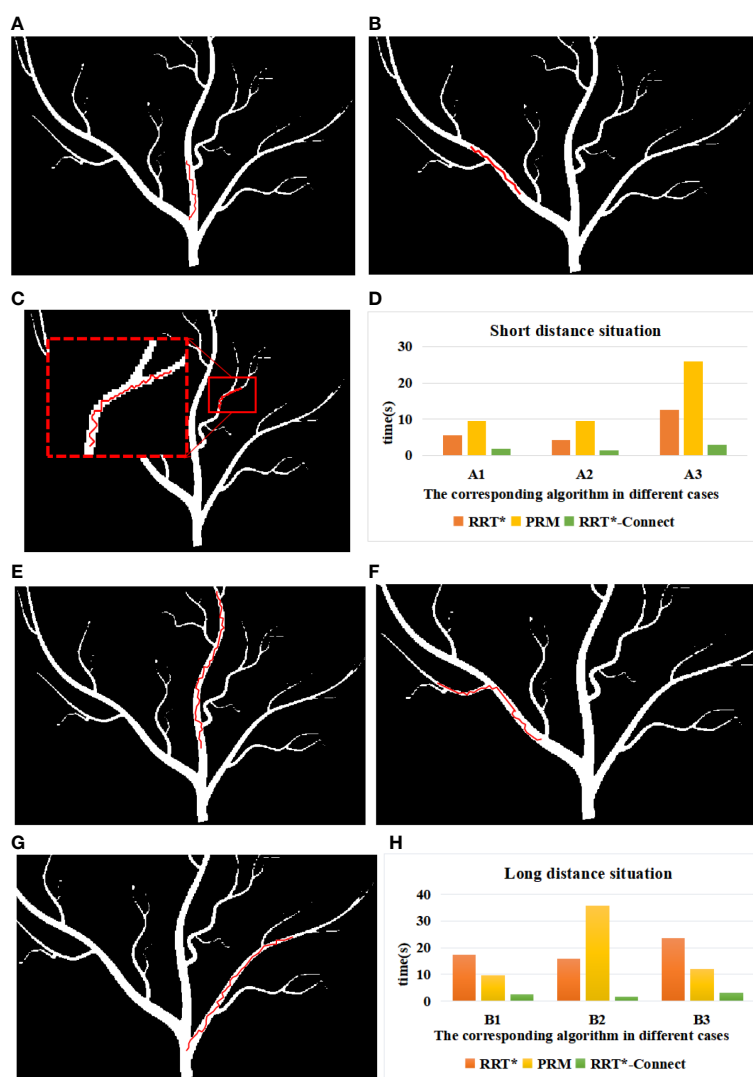 A
B
C
D
Short distance situation
30
20
10
0
time(s)
A1 A2 A3
The corresponding algorithm in different cases
RRT* PRM RRT*-Connect
E
F
G
H
Long distance situation
40
30
20
10
0
time(s)
B1 B2 B3
The corresponding algorithm in different cases
RRT* PRM RRT*-Connect